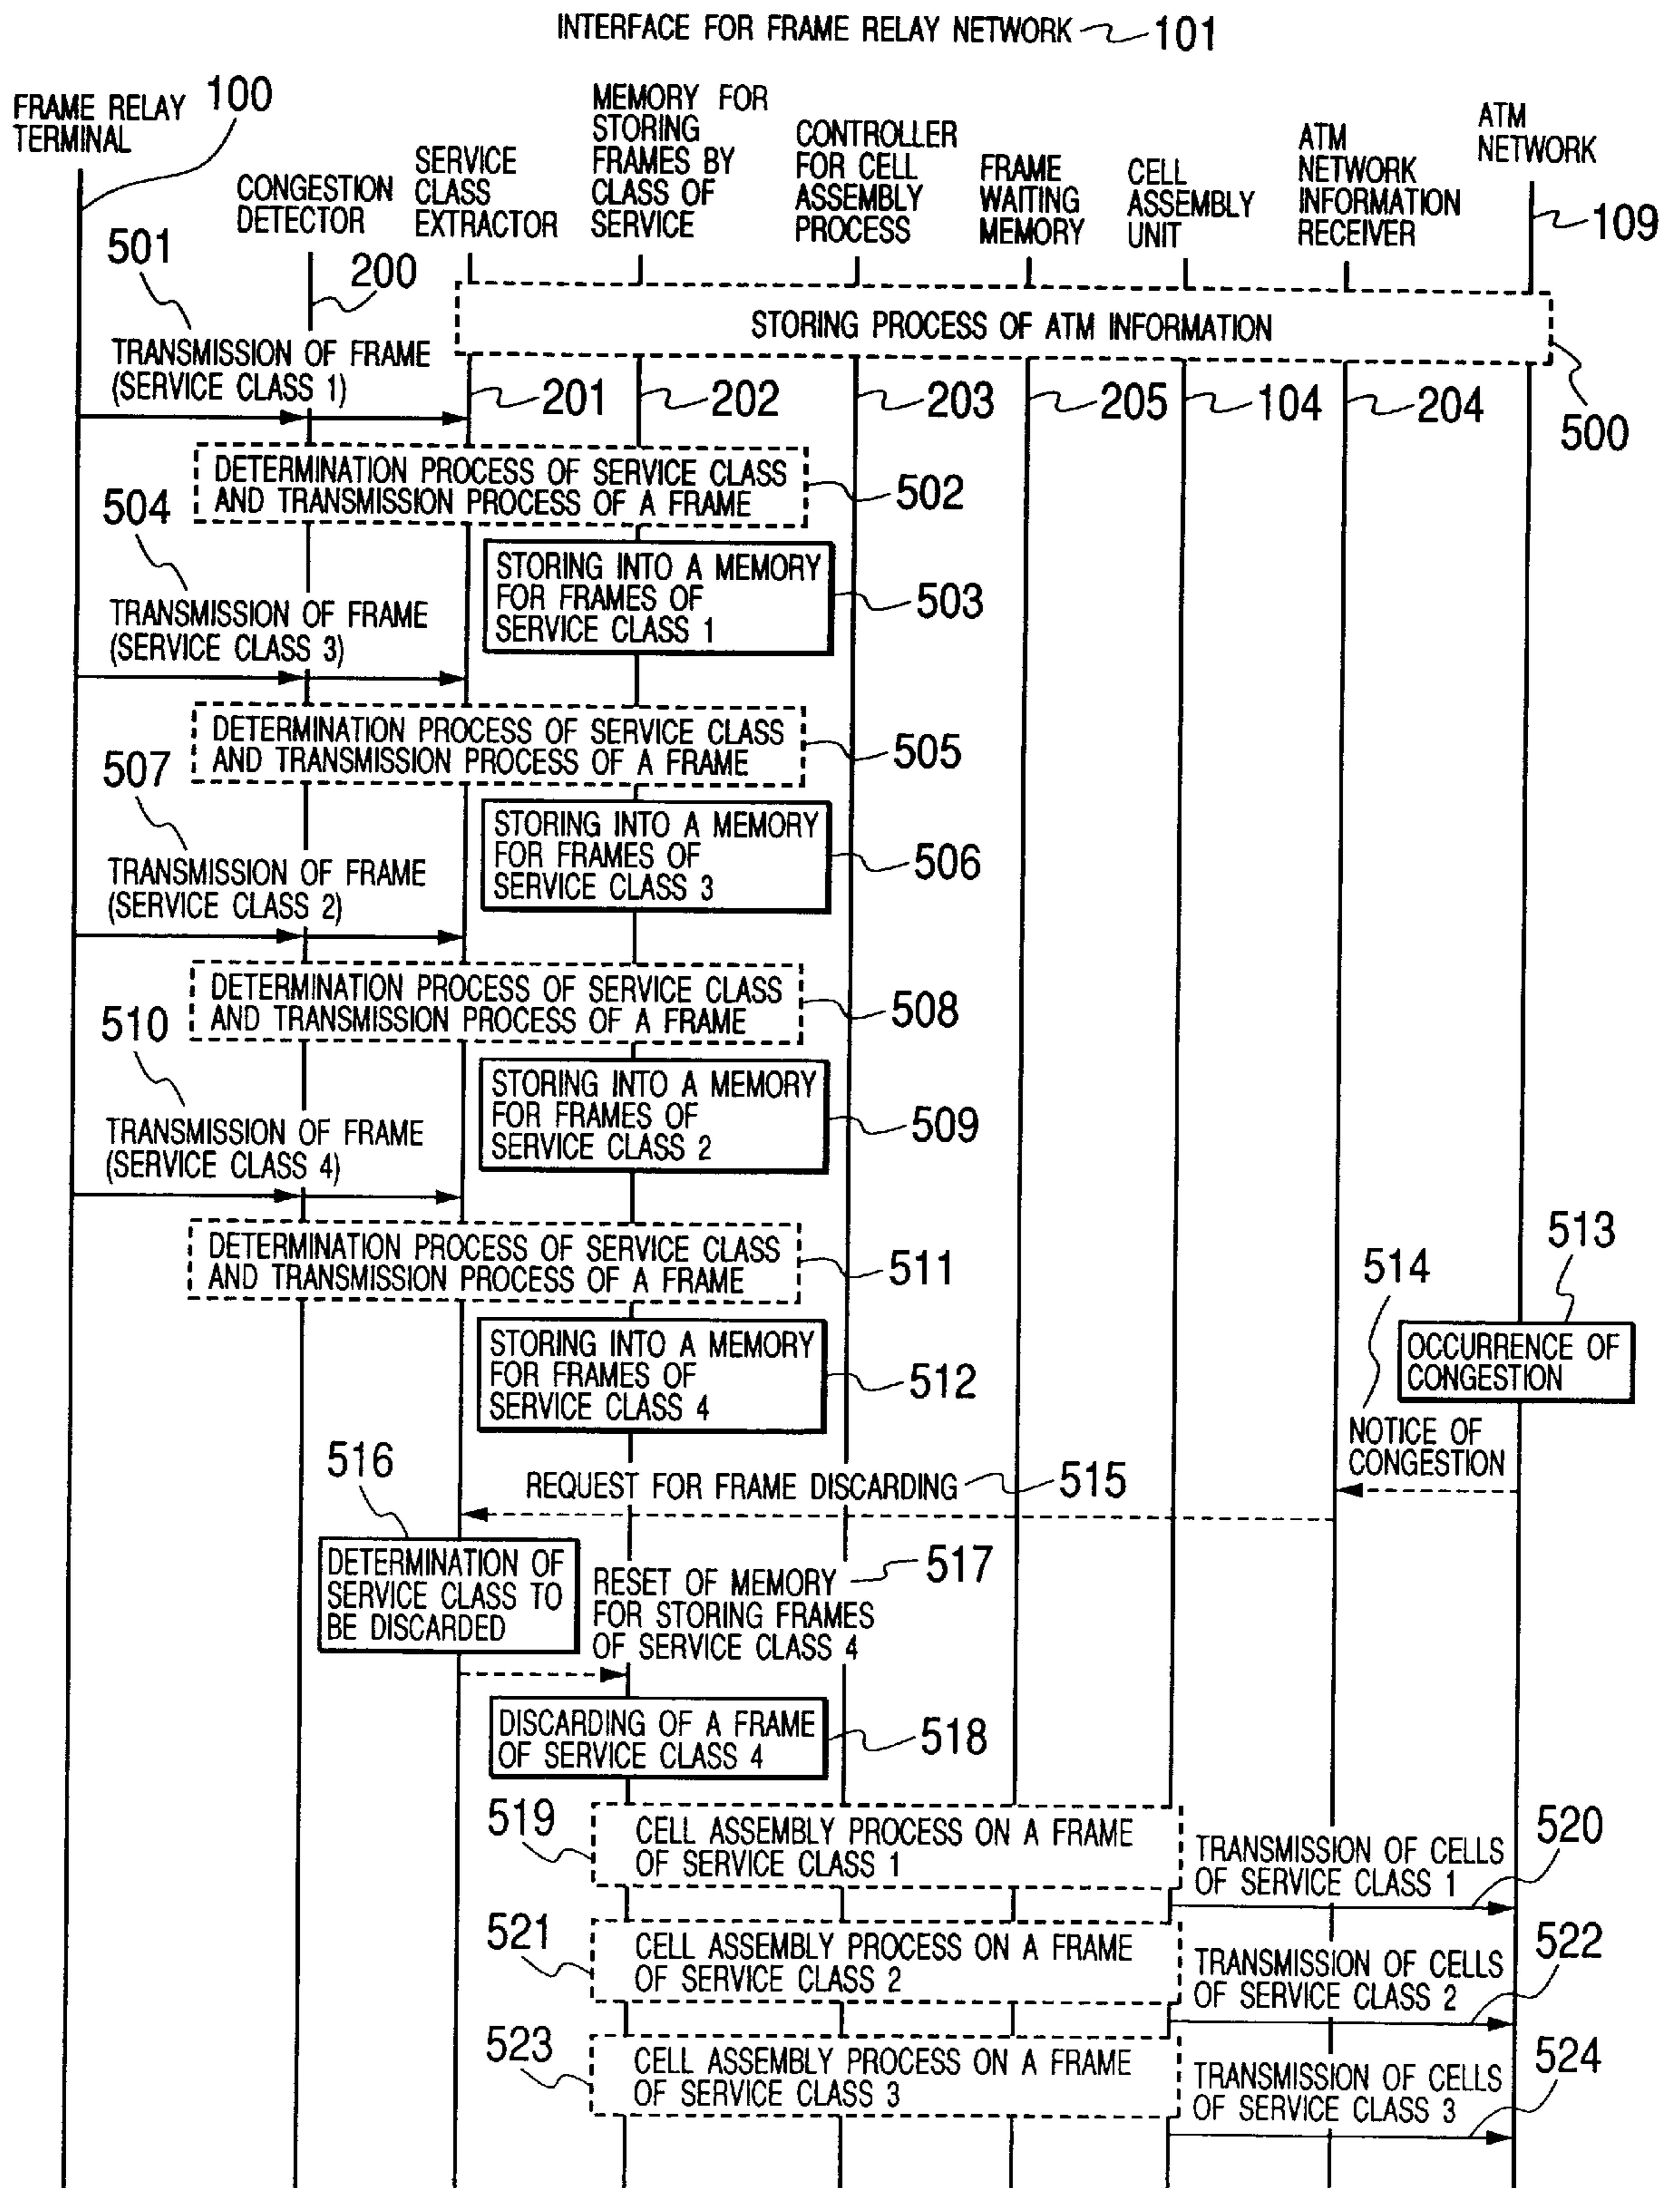 INTERFACE FOR FRAME RELAY NETWORK 101
FRAME RELAY
TERMINAL
100
CONGESTION
DETECTOR
200
SERVICE
CLASS
EXTRACTOR
MEMORY FOR
STORING
FRAMES BY
CLASS OF
SERVICE
CONTROLLER
FOR CELL
ASSEMBLY
PROCESS
FRAME
WAITING
MEMORY
CELL
ASSEMBLY
UNIT
ATM
NETWORK
INFORMATION
RECEIVER
ATM
NETWORK
109
STORING PROCESS OF ATM INFORMATION
500
501
TRANSMISSION OF FRAME
(SERVICE CLASS 1)
201
202
203
205
104
204
DETERMINATION PROCESS OF SERVICE CLASS
AND TRANSMISSION PROCESS OF A FRAME
502
STORING INTO A MEMORY
FOR FRAMES OF
SERVICE CLASS 1
503
504
TRANSMISSION OF FRAME
(SERVICE CLASS 3)
DETERMINATION PROCESS OF SERVICE CLASS
AND TRANSMISSION PROCESS OF A FRAME
505
STORING INTO A MEMORY
FOR FRAMES OF
SERVICE CLASS 3
506
507
TRANSMISSION OF FRAME
(SERVICE CLASS 2)
DETERMINATION PROCESS OF SERVICE CLASS
AND TRANSMISSION PROCESS OF A FRAME
508
STORING INTO A MEMORY
FOR FRAMES OF
SERVICE CLASS 2
509
510
TRANSMISSION OF FRAME
(SERVICE CLASS 4)
DETERMINATION PROCESS OF SERVICE CLASS
AND TRANSMISSION PROCESS OF A FRAME
511
STORING INTO A MEMORY
FOR FRAMES OF
SERVICE CLASS 4
512
513
OCCURRENCE OF
CONGESTION
514
NOTICE OF
CONGESTION
REQUEST FOR FRAME DISCARDING 515
516
DETERMINATION OF
SERVICE CLASS TO
BE DISCARDED
RESET OF MEMORY 517
FOR STORING FRAMES
OF SERVICE CLASS 4
DISCARDING OF A FRAME
OF SERVICE CLASS 4
518
519
CELL ASSEMBLY PROCESS ON A FRAME
OF SERVICE CLASS 1
TRANSMISSION OF CELLS
OF SERVICE CLASS 1
520
521
CELL ASSEMBLY PROCESS ON A FRAME
OF SERVICE CLASS 2
TRANSMISSION OF CELLS
OF SERVICE CLASS 2
522
523
CELL ASSEMBLY PROCESS ON A FRAME
OF SERVICE CLASS 3
TRANSMISSION OF CELLS
OF SERVICE CLASS 3
524